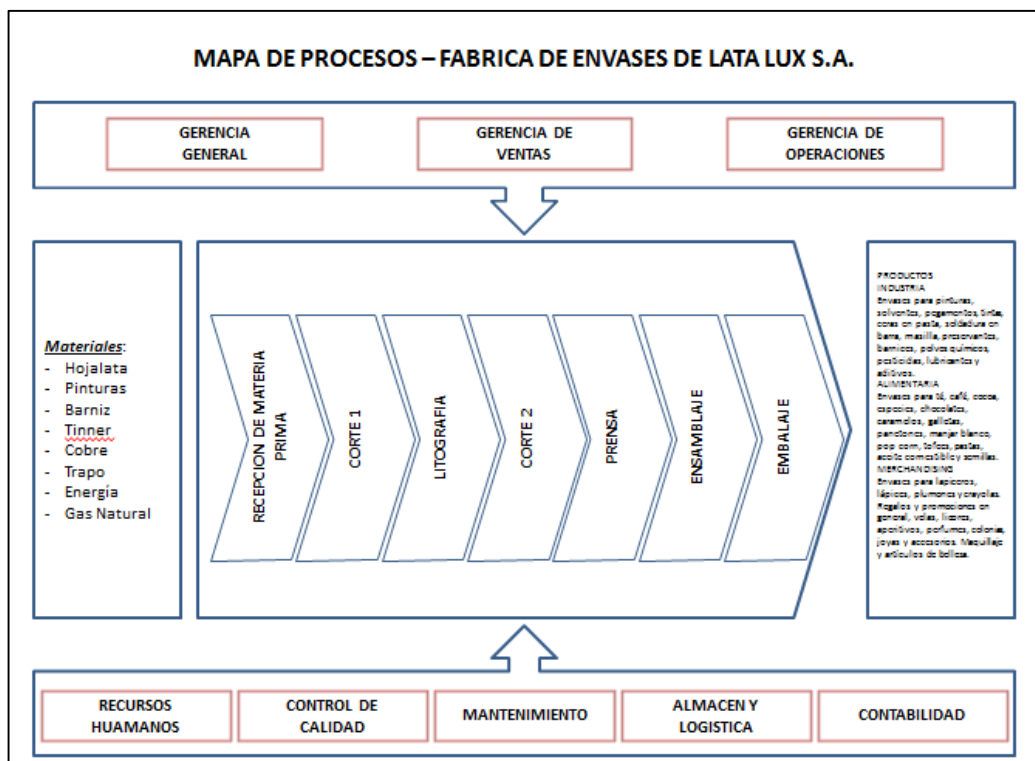 MAPA DE PROCESOS – FABRICA DE ENVASES DE LATA LUX S.A.
GERENCIA
GENERAL
GERENCIA DE
VENTAS
GERENCIA DE
OPERACIONES
Materiales:
- Hojalata
- Pinturas
- Barniz
- Tinner
- Cobre
- Trapo
- Energía
- Gas Natural
RECEPCION DE MATERIA
PRIMA
CORTE 1
LITOGRAFIA
CORTE 2
PRENSA
ENSAMBLAJE
EMBALAJE
PRODUCTOS
INDUSTRIA
Envases para pinturas,
solventes, pegamentos, tintas,
ceras en pasta, soldadura en
barra, masilla, preservantes,
barnices, polvos químicos,
pesticidas, lubricantes y
aditivos.
ALIMENTARIA
Envases para té, café, cocoa,
especies, chocolates,
caramelos, galletas,
panetones, manjar blanco,
pop corn, tofees, pastas,
aceite comestible y semillas.
MERCHANDISING
Envases para lapiceros,
lápices, plumones y crayolas.
Regalos y promociones en
general, velas, licores,
aperitivos, perfumes, colonias,
joyas y accesorios. Maquillaje
y artículos de belleza.
RECURSOS
HUAMANOS
CONTROL DE
CALIDAD
MANTENIMIENTO
ALMACEN Y
LOGISTICA
CONTABILIDAD